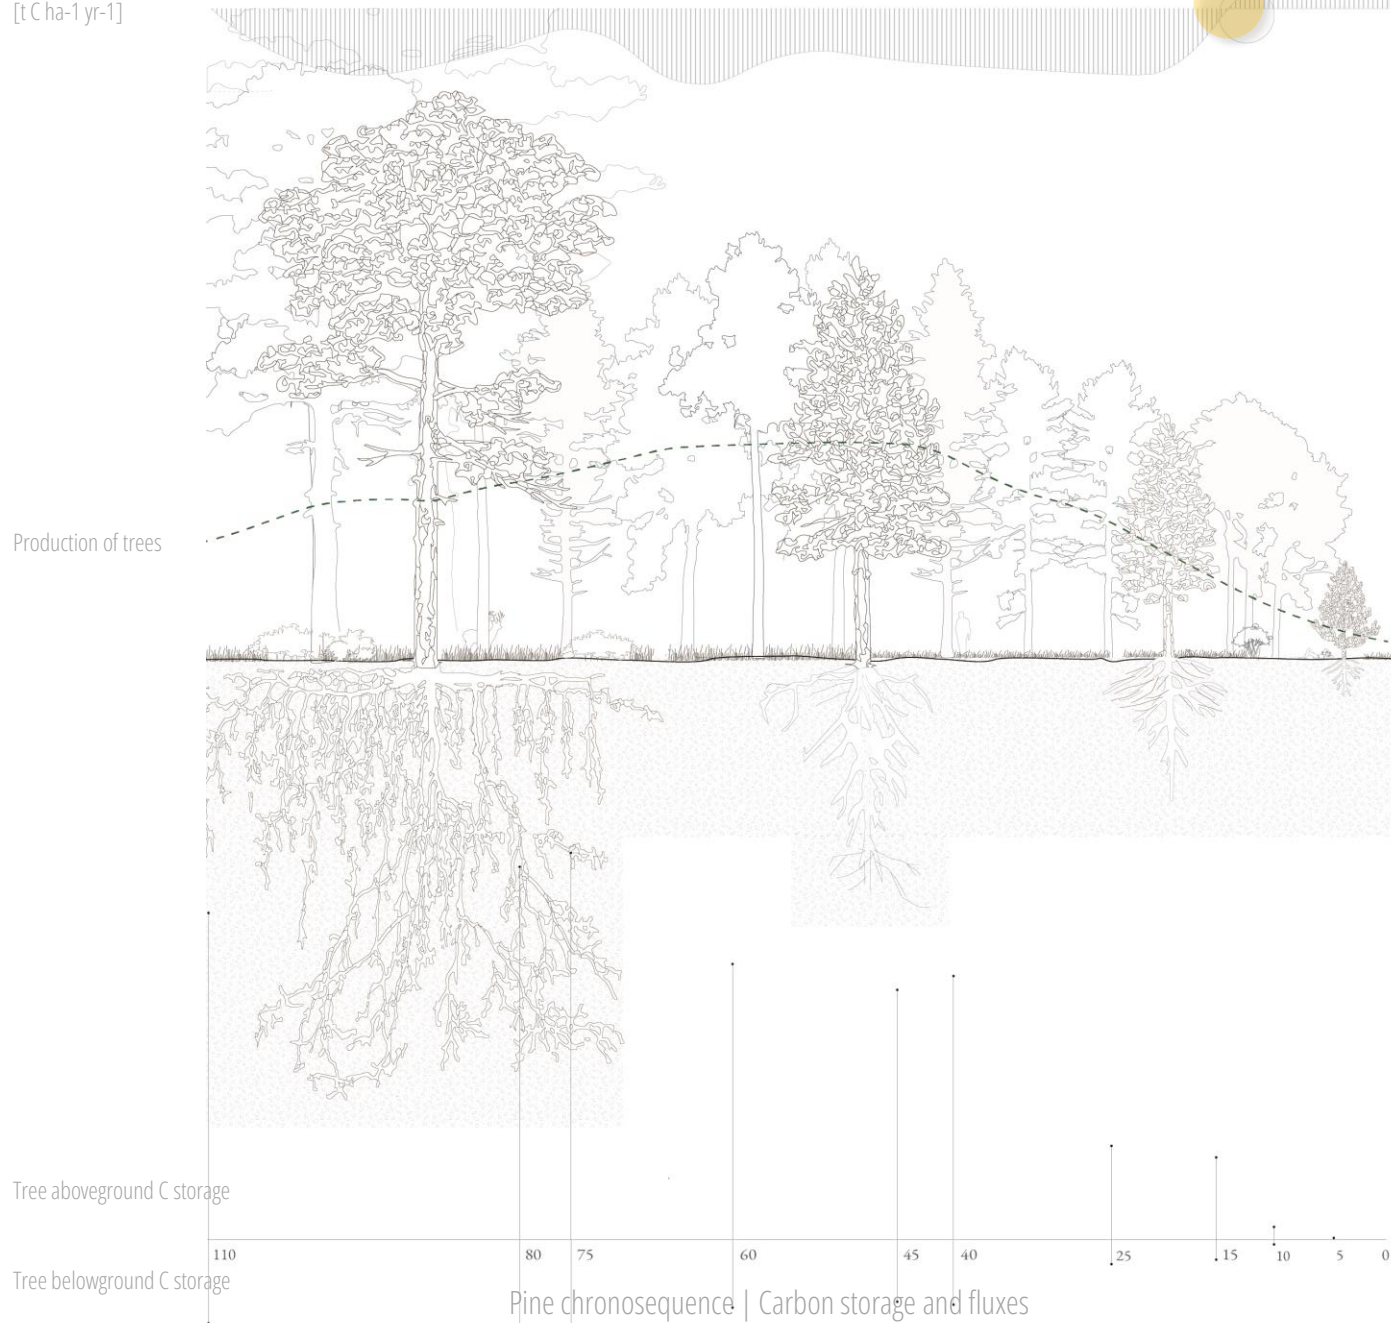 [t C ha-1 yr-1]
Production of trees
Tree aboveground C storage
110 80 75 60 45 40 25 15 10 5 0
Tree belowground C storage
Pine chronosequence | Carbon storage and fluxes